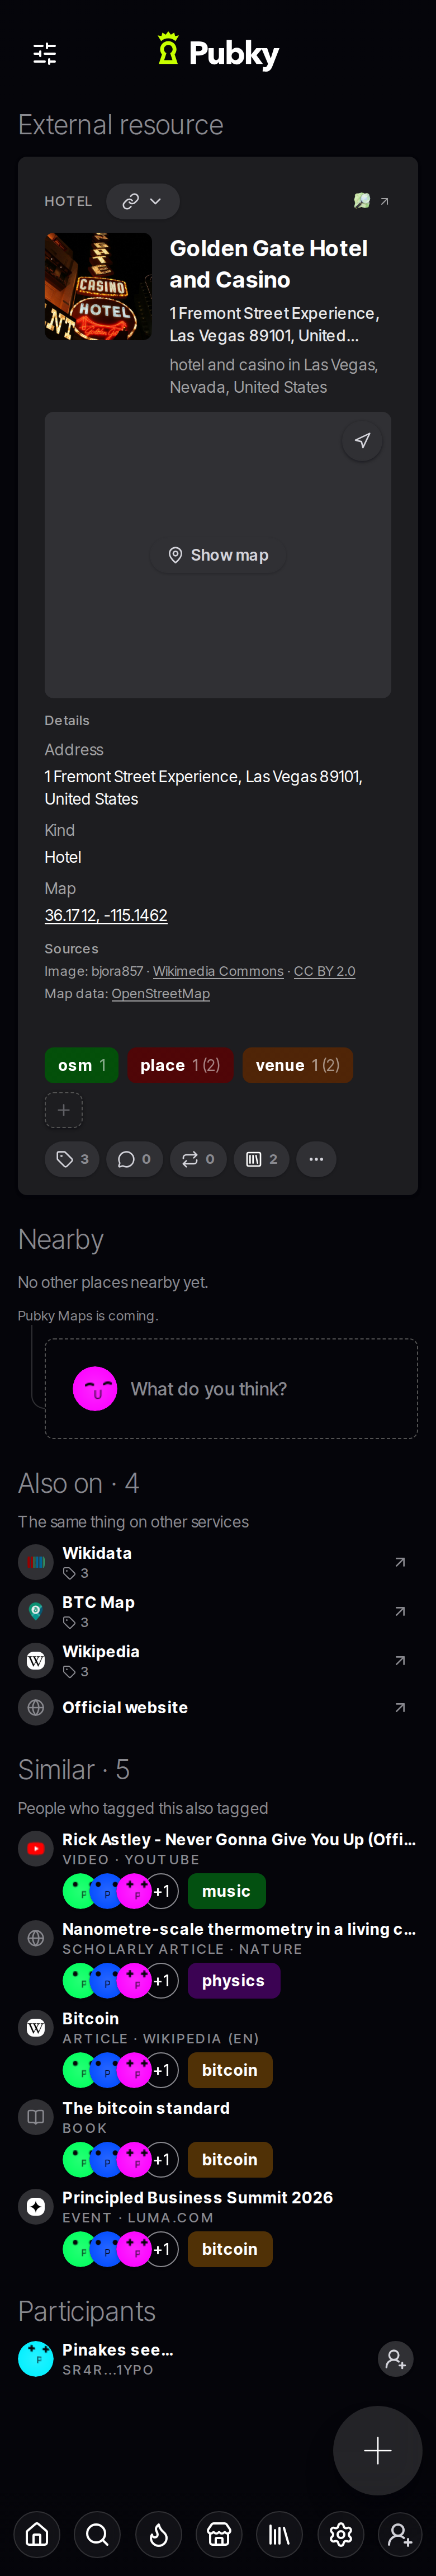 Pubky
External resource
HOTEL
Golden Gate Hotel
and Casino
1 Fremont Street Experience,
Las Vegas 89101, United...
hotel and casino in Las Vegas,
Nevada, United States
CASINO
HOTEL
Show map
Details
Address
1 Fremont Street Experience, Las Vegas 89101,
United States
Kind
Hotel
Map
36.1712, -115.1462
Sources
Image: bjora857 · Wikimedia Commons · CC BY 2.0
Map data: OpenStreetMap
osm 1 place 1 (2) venue 1 (2)
+
3 0 0 2 ...
Nearby
No other places nearby yet.
Pubky Maps is coming.
What do you think?
Also on · 4
The same thing on other services
Wikidata
3
BTC Map
3
Wikipedia
3
Official website
Similar · 5
People who tagged this also tagged
Rick Astley - Never Gonna Give You Up (Offi...
VIDEO · YOUTUBE
+1 music
Nanometre-scale thermometry in a living c...
SCHOLARLY ARTICLE · NATURE
+1 physics
Bitcoin
ARTICLE · WIKIPEDIA (EN)
+1 bitcoin
The bitcoin standard
BOOK
+1 bitcoin
Principled Business Summit 2026
EVENT · LUMA.COM
+1 bitcoin
Participants
Pinakes see...
SR4R...1YPO